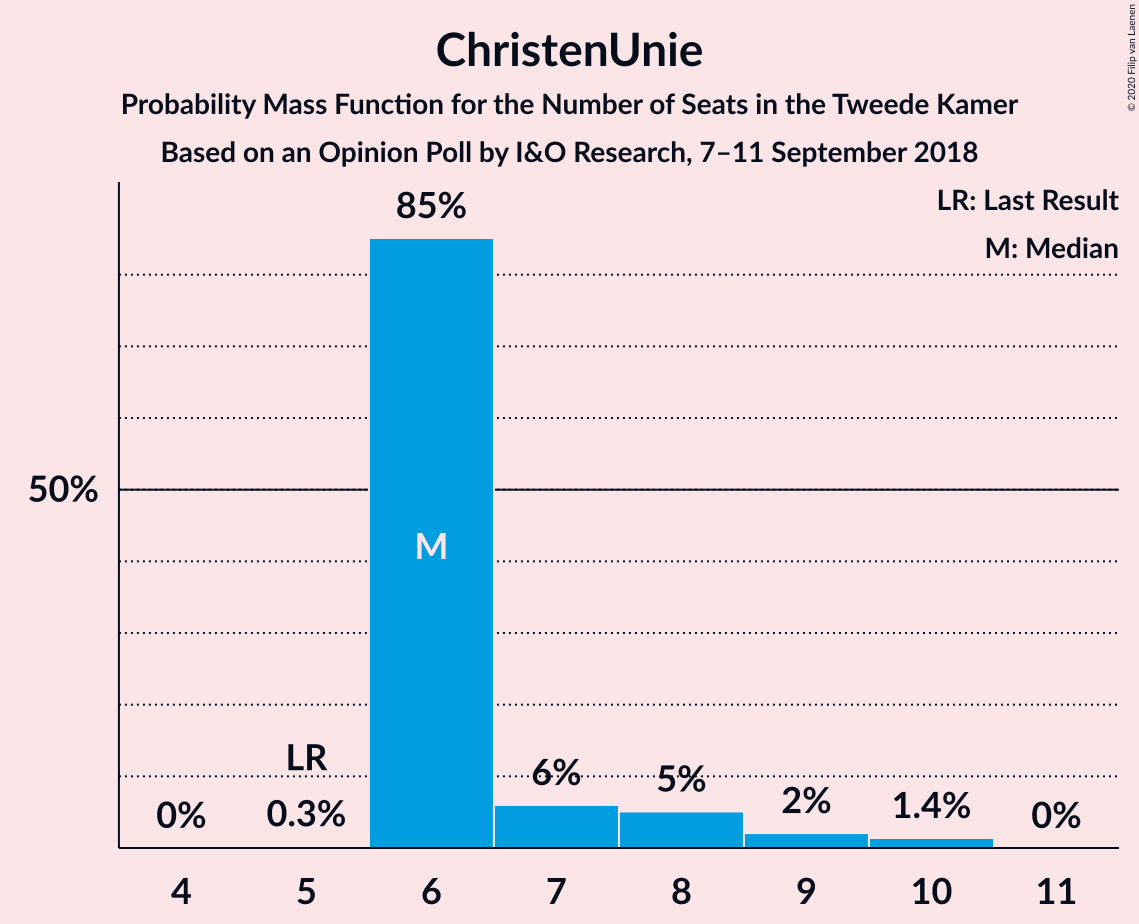 ChristenUnie
Probability Mass Function for the Number of Seats in the Tweede Kamer
Based on an Opinion Poll by I&O Research, 7–11 September 2018
© 2020 Filip van Laenen
LR: Last Result
M: Median
85%
50%
M
LR
0%
0.3%
6%
5%
2%
1.4%
0%
4 5 6 7 8 9 10 11